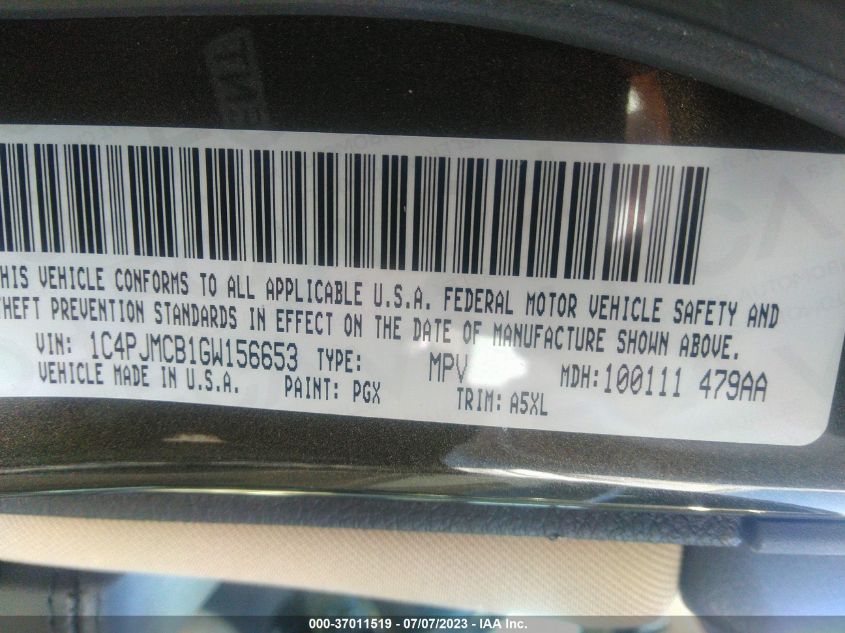 THIS VEHICLE CONFORMS TO ALL APPLICABLE U.S.A. FEDERAL MOTOR VEHICLE SAFETY AND
THEFT PREVENTION STANDARDS IN EFFECT ON THE DATE OF MANUFACTURE SHOWN ABOVE.
VIN: 1C4PJMCB1GW156653 TYPE: MPV MDH:100111 479AA
VEHICLE MADE IN U.S.A. PAINT: PGX TRIM: A5XL
000-37011519 / 07/07/2023 - IAA Inc.